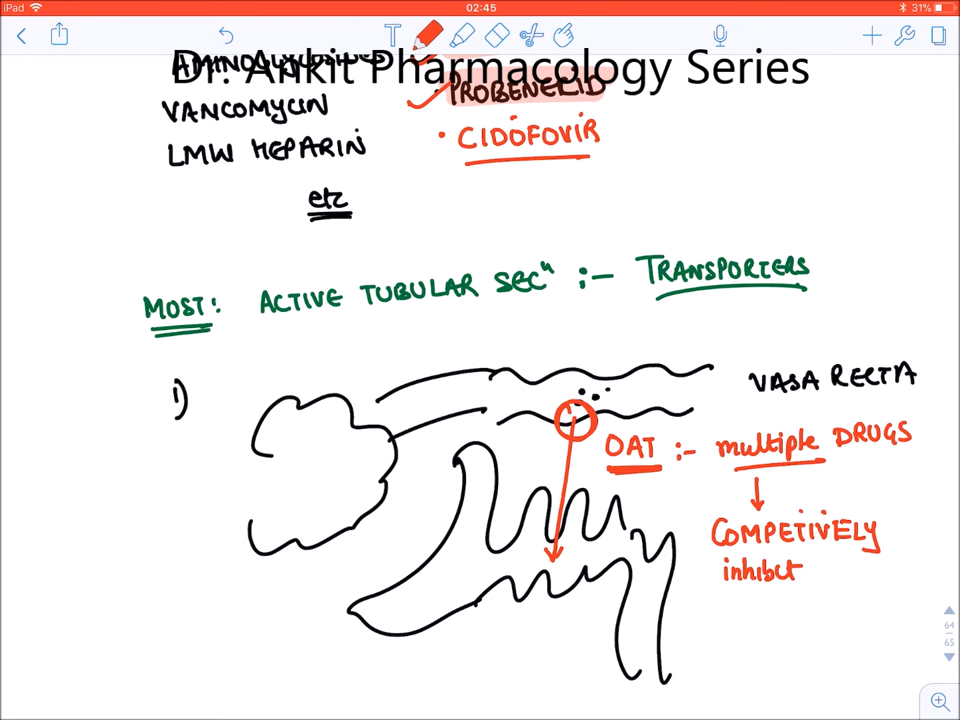 iPad 02:45 31%
Dr. Ankit Pharmacology Series
AMINOGLYCOSIDES PROBENECID
VANCOMYCIN
• CIDOFOVIR
LMW HEPARIN
etc
MOST: ACTIVE TUBULAR SECⁿ :- TRANSPORTERS
1)
VASA RECTA
OAT :- multiple DRUGS
COMPETIVELY
inhibit
64
65